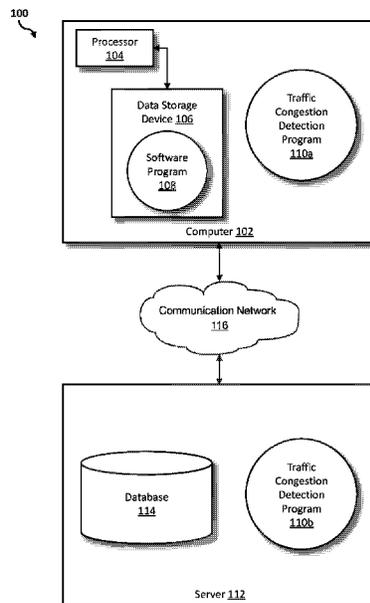 100
Processor
104
Data Storage
Device 106
Software
Program
108
Traffic
Congestion
Detection
Program
110a
Computer 102
Communication Network
116
Database
114
Traffic
Congestion
Detection
Program
110b
Server 112